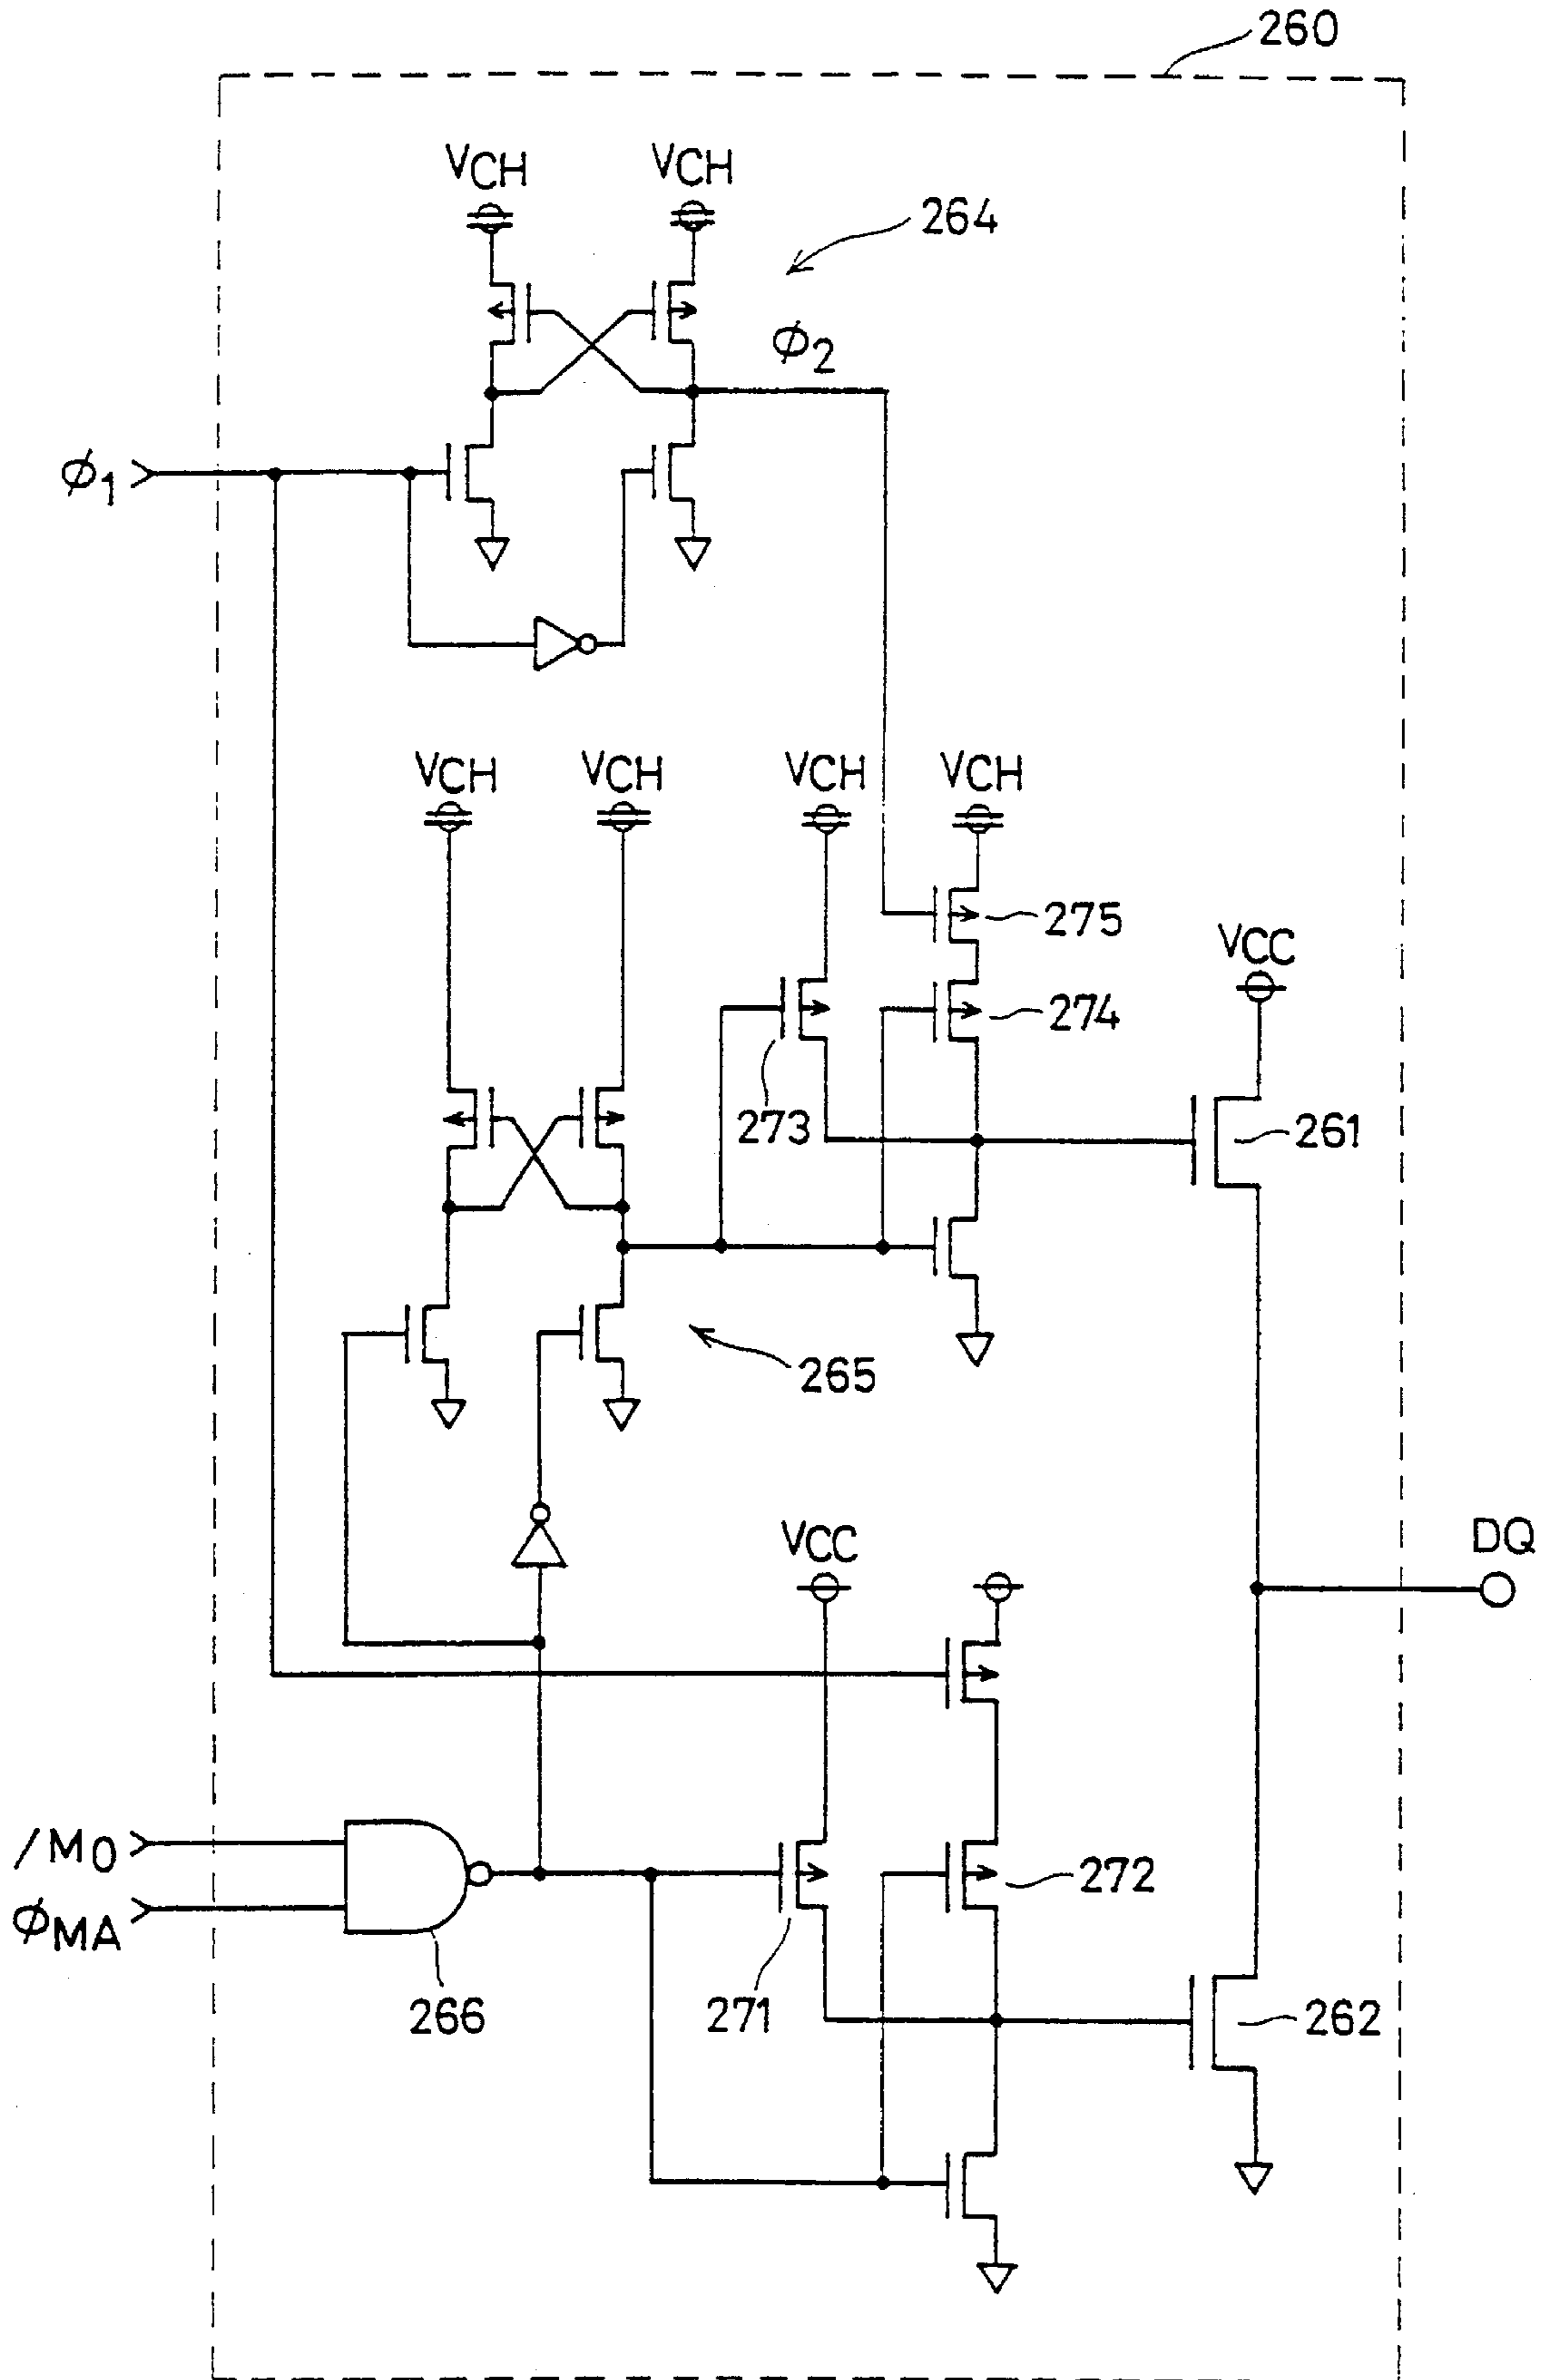 260
VCH VCH
264
ϕ2
ϕ1
VCH VCH VCH VCH
275
VCC
274
273
261
265
DQ
VCC
/M0
272
ϕMA
266
271
262